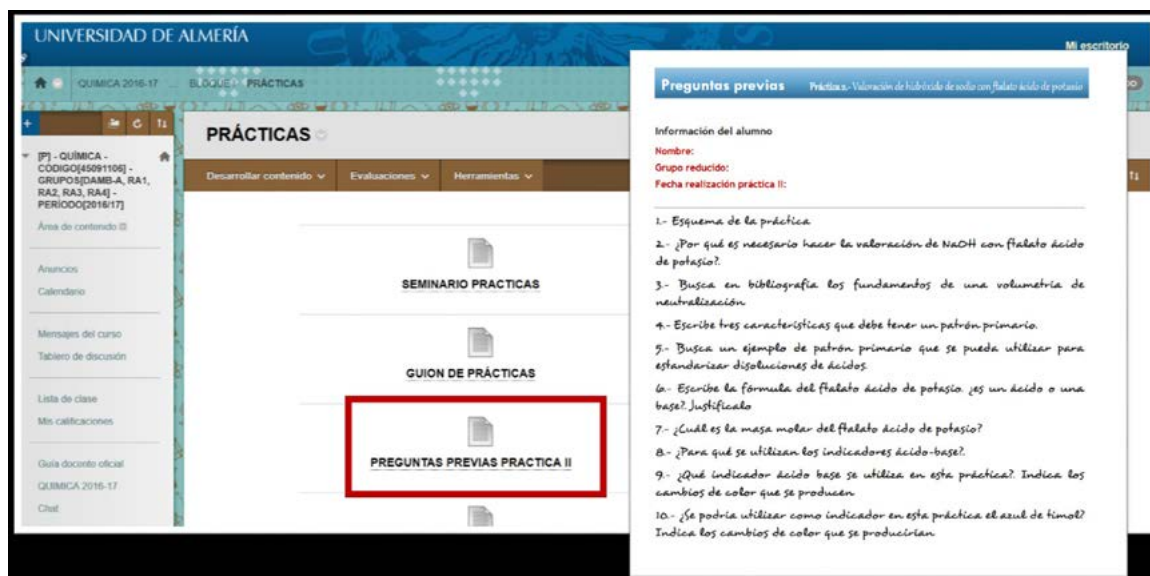 UNIVERSIDAD DE ALMERÍA
Mi escritorio
QUIMICA 2016-17 ... BLOQUE I PRÁCTICAS
[P] - QUÍMICA -
CODIGO[45091106] -
GRUPOS[DAMB-A, RA1,
RA2, RA3, RA4] -
PERÍODO[2016/17]
Área de contenido
Anuncios
Calendario
Mensajes del curso
Tablero de discusión
Lista de clase
Mis calificaciones
Guía docente oficial
QUIMICA 2016-17
Chat
PRÁCTICAS
Desarrollar contenido Evaluaciones Herramientas
SEMINARIO PRACTICAS
GUION DE PRÁCTICAS
PREGUNTAS PREVIAS PRACTICA II
Preguntas previas Práctica 2.- Valoración de hidróxido de sodio con ftalato ácido de potasio
Información del alumno
Nombre:
Grupo reducido:
Fecha realización práctica II:
1.- Esquema de la práctica
2.- ¿Por qué es necesario hacer la valoración de NaOH con ftalato ácido
de potasio?.
3.- Busca en bibliografía los fundamentos de una volumetría de
neutralización
4.- Escribe tres características que debe tener un patrón primario.
5.- Busca un ejemplo de patrón primario que se pueda utilizar para
estandarizar disoluciones de ácidos.
6.- Escribe la fórmula del ftalato ácido de potasio. ¿es un ácido o una
base?. Justifícalo
7.- ¿Cuál es la masa molar del ftalato ácido de potasio?
8.- ¿Para qué se utilizan los indicadores ácido-base?.
9.- ¿Qué indicador ácido base se utiliza en esta práctica?. Indica los
cambios de color que se producen
10.- ¿Se podría utilizar como indicador en esta práctica el azul de timol?
Indica los cambios de color que se producirían